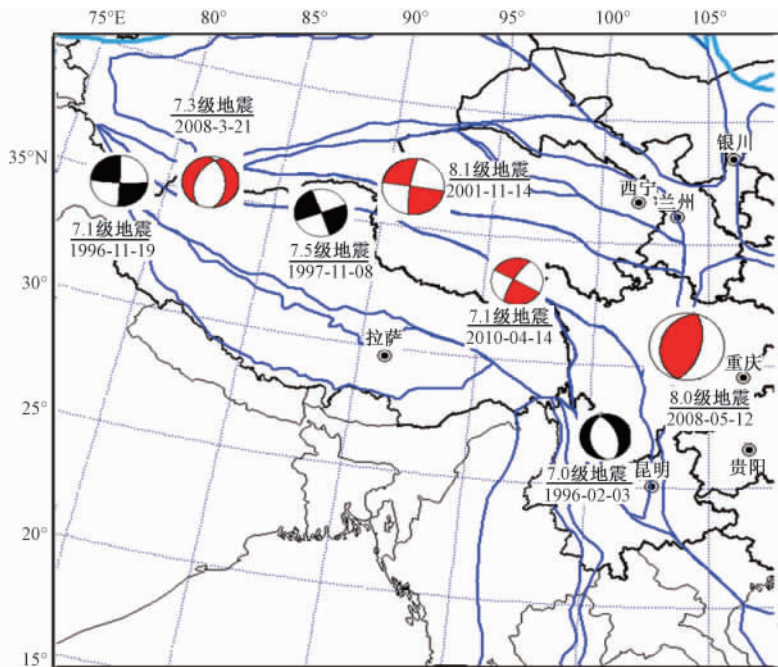 75°E 80° 85° 90° 95° 100° 105°
35°N
30°
25°
20°
15°
7.3级地震
2008-3-21
7.1级地震
1996-11-19
7.5级地震
1997-11-08
8.1级地震
2001-11-14
银川
西宁
兰州
7.1级地震
2010-04-14
拉萨
重庆
8.0级地震
2008-05-12
7.0级地震
1996-02-03
昆明
贵阳